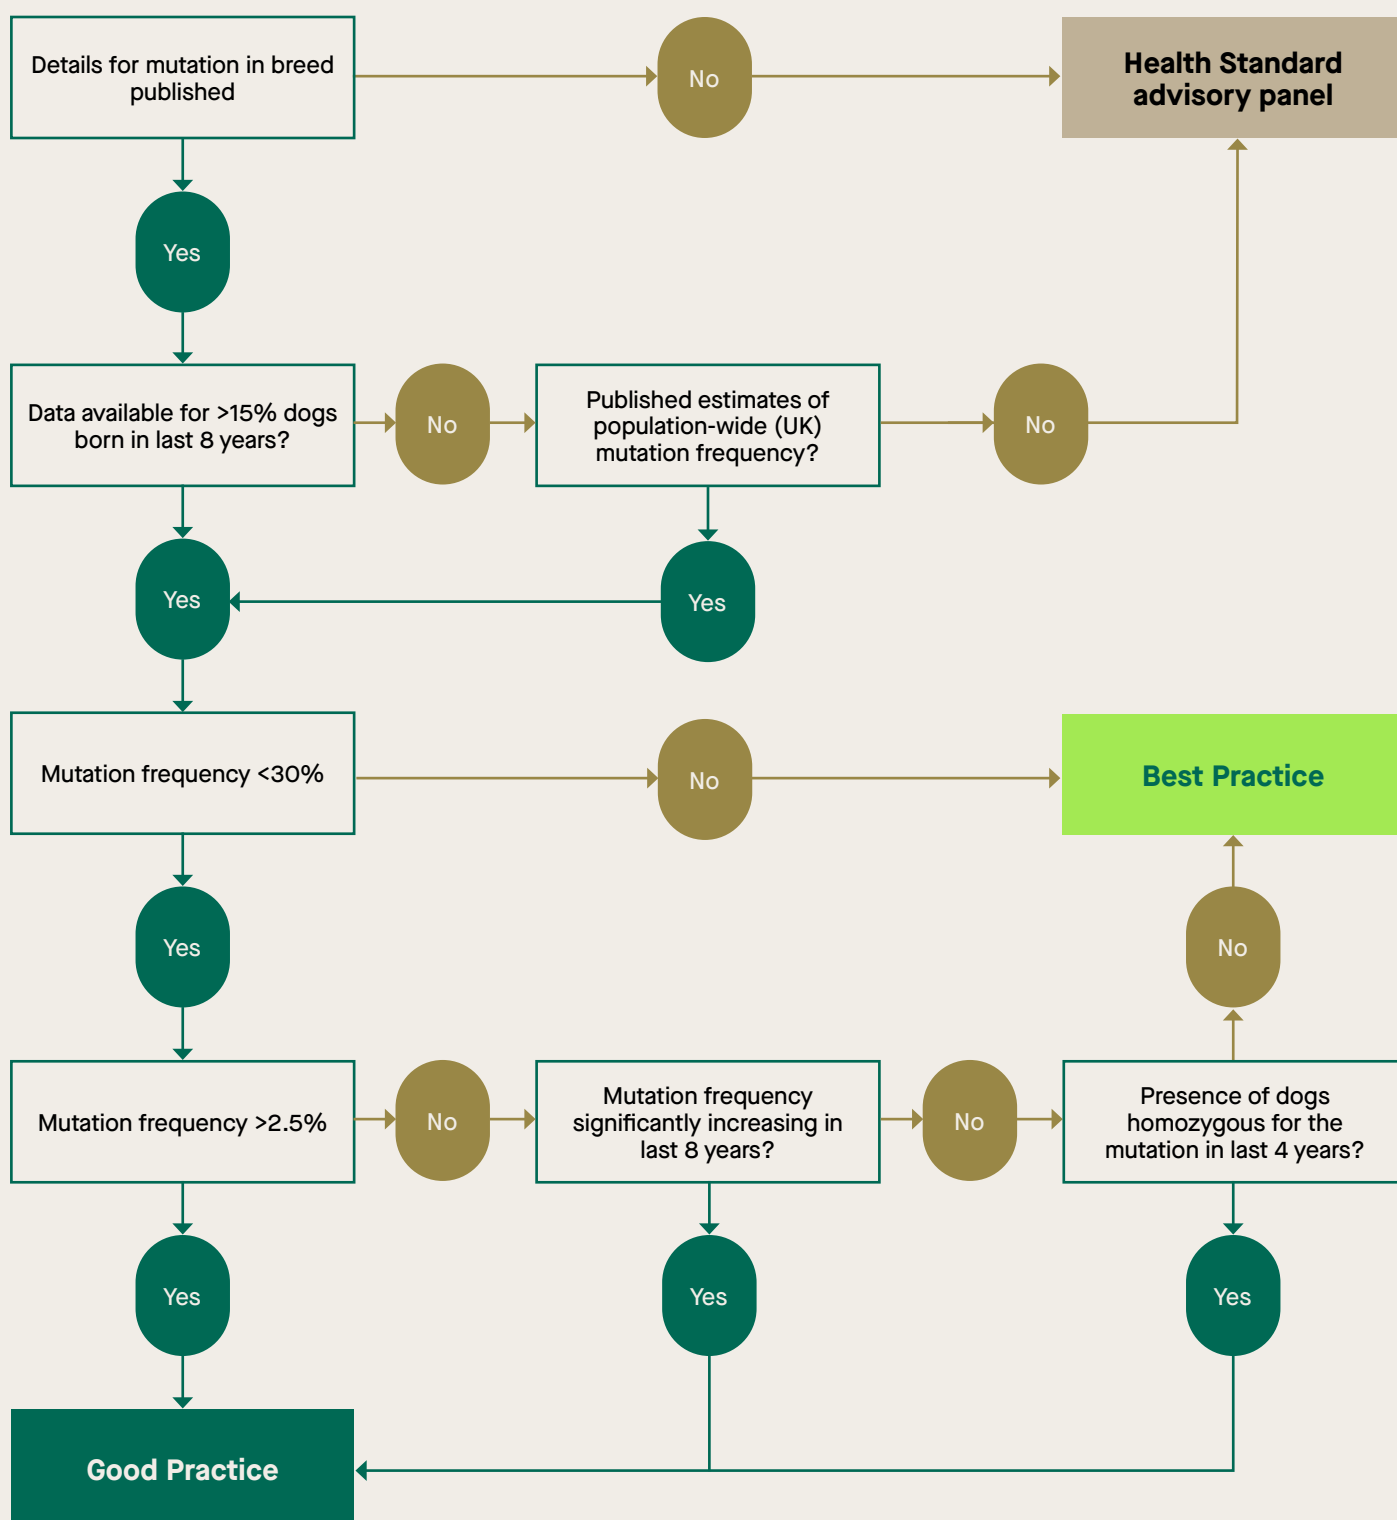 Details for mutation in breed
published
No
Health Standard
advisory panel
Yes
Data available for >15% dogs
born in last 8 years?
No
Published estimates of
population-wide (UK)
mutation frequency?
No
Yes
Yes
Mutation frequency <30%
No
Best Practice
Yes
No
Mutation frequency >2.5%
No
Mutation frequency
significantly increasing in
last 8 years?
No
Presence of dogs
homozygous for the
mutation in last 4 years?
Yes
Yes
Yes
Good Practice